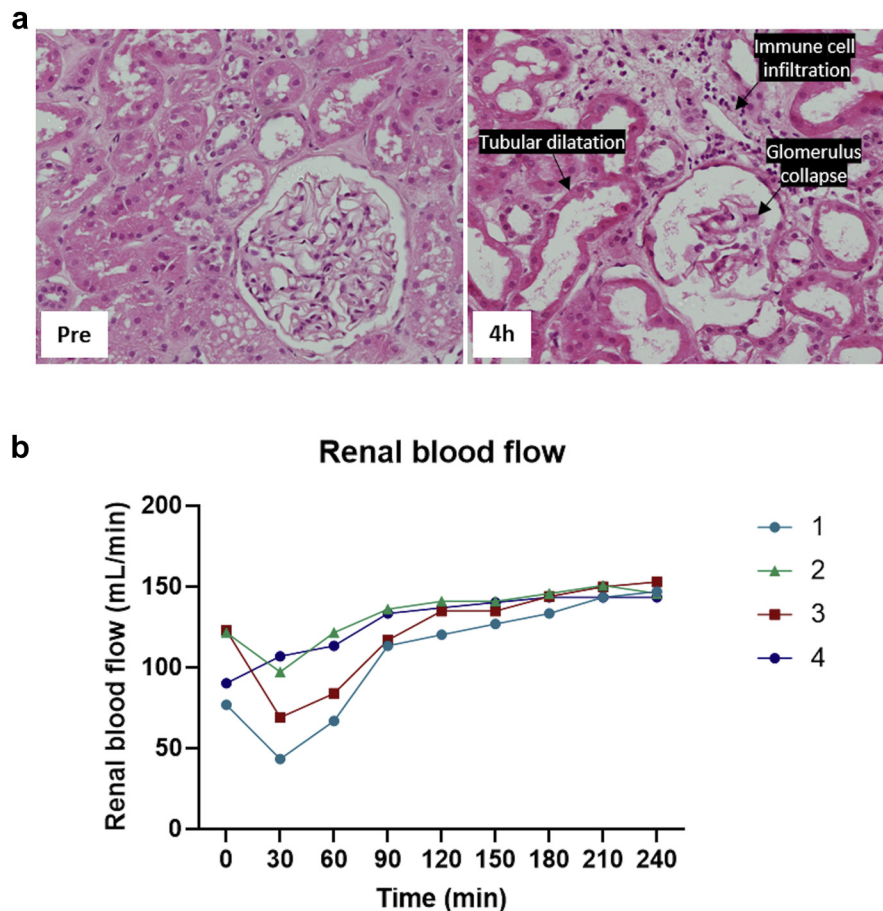 a
Immune cell
infiltration
Tubular dilatation
Glomerulus
collapse
Pre
4h
b
Renal blood flow
Renal blood flow (mL/min)
200
150
100
50
0
0 30 60 90 120 150 180 210 240
Time (min)
1
2
3
4